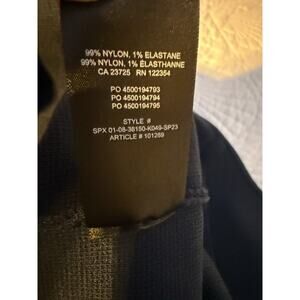 99% NYLON, 1% ELASTANE
99% NYLON, 1% ÉLASTHANNE
CA 23725 RN 122354
PO 4500194793
PO 4500194794
PO 4500194795
STYLE #
SPX 01-08-38150-K049-SP23
ARTICLE # 101269